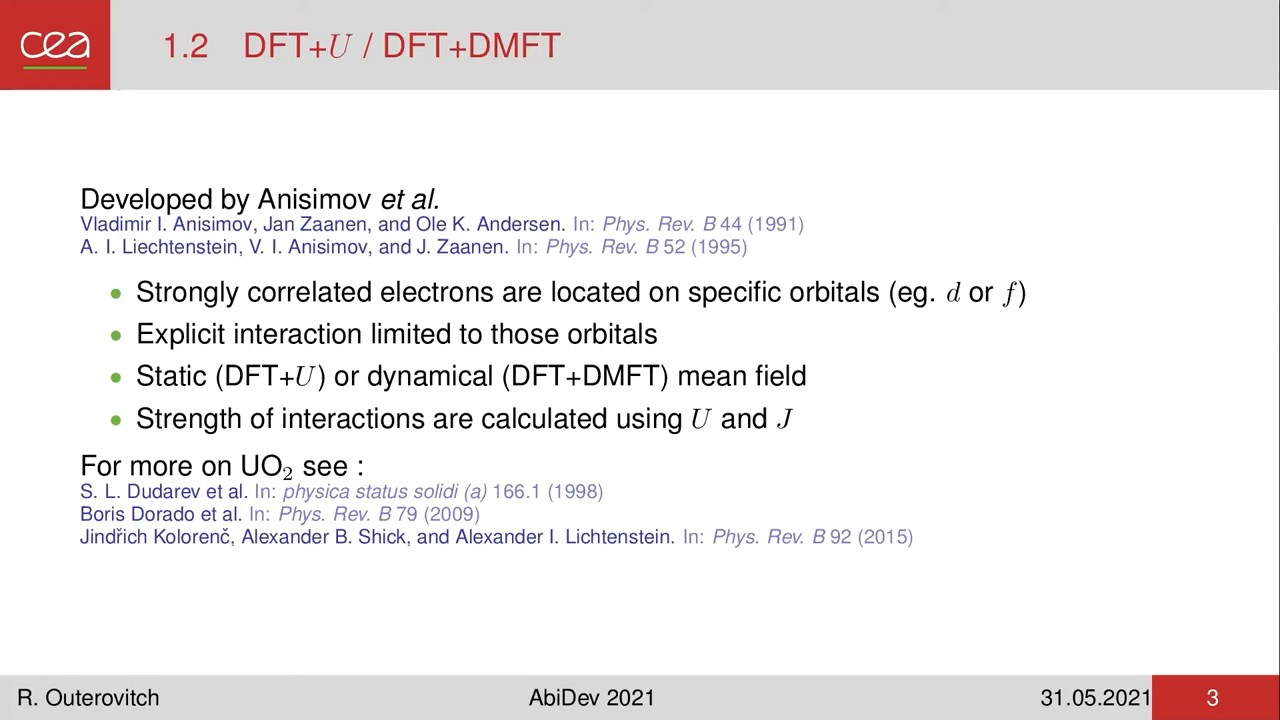 cea
1.2 DFT+U / DFT+DMFT
Developed by Anisimov et al.
Vladimir I. Anisimov, Jan Zaanen, and Ole K. Andersen. In: Phys. Rev. B 44 (1991)
A. I. Liechtenstein, V. I. Anisimov, and J. Zaanen. In: Phys. Rev. B 52 (1995)
• Strongly correlated electrons are located on specific orbitals (eg. d or f)
• Explicit interaction limited to those orbitals
• Static (DFT+U) or dynamical (DFT+DMFT) mean field
• Strength of interactions are calculated using U and J
For more on UO₂ see :
S. L. Dudarev et al. In: physica status solidi (a) 166.1 (1998)
Boris Dorado et al. In: Phys. Rev. B 79 (2009)
Jindřich Kolorenč, Alexander B. Shick, and Alexander I. Lichtenstein. In: Phys. Rev. B 92 (2015)
R. Outerovitch AbiDev 2021 31.05.2021 3